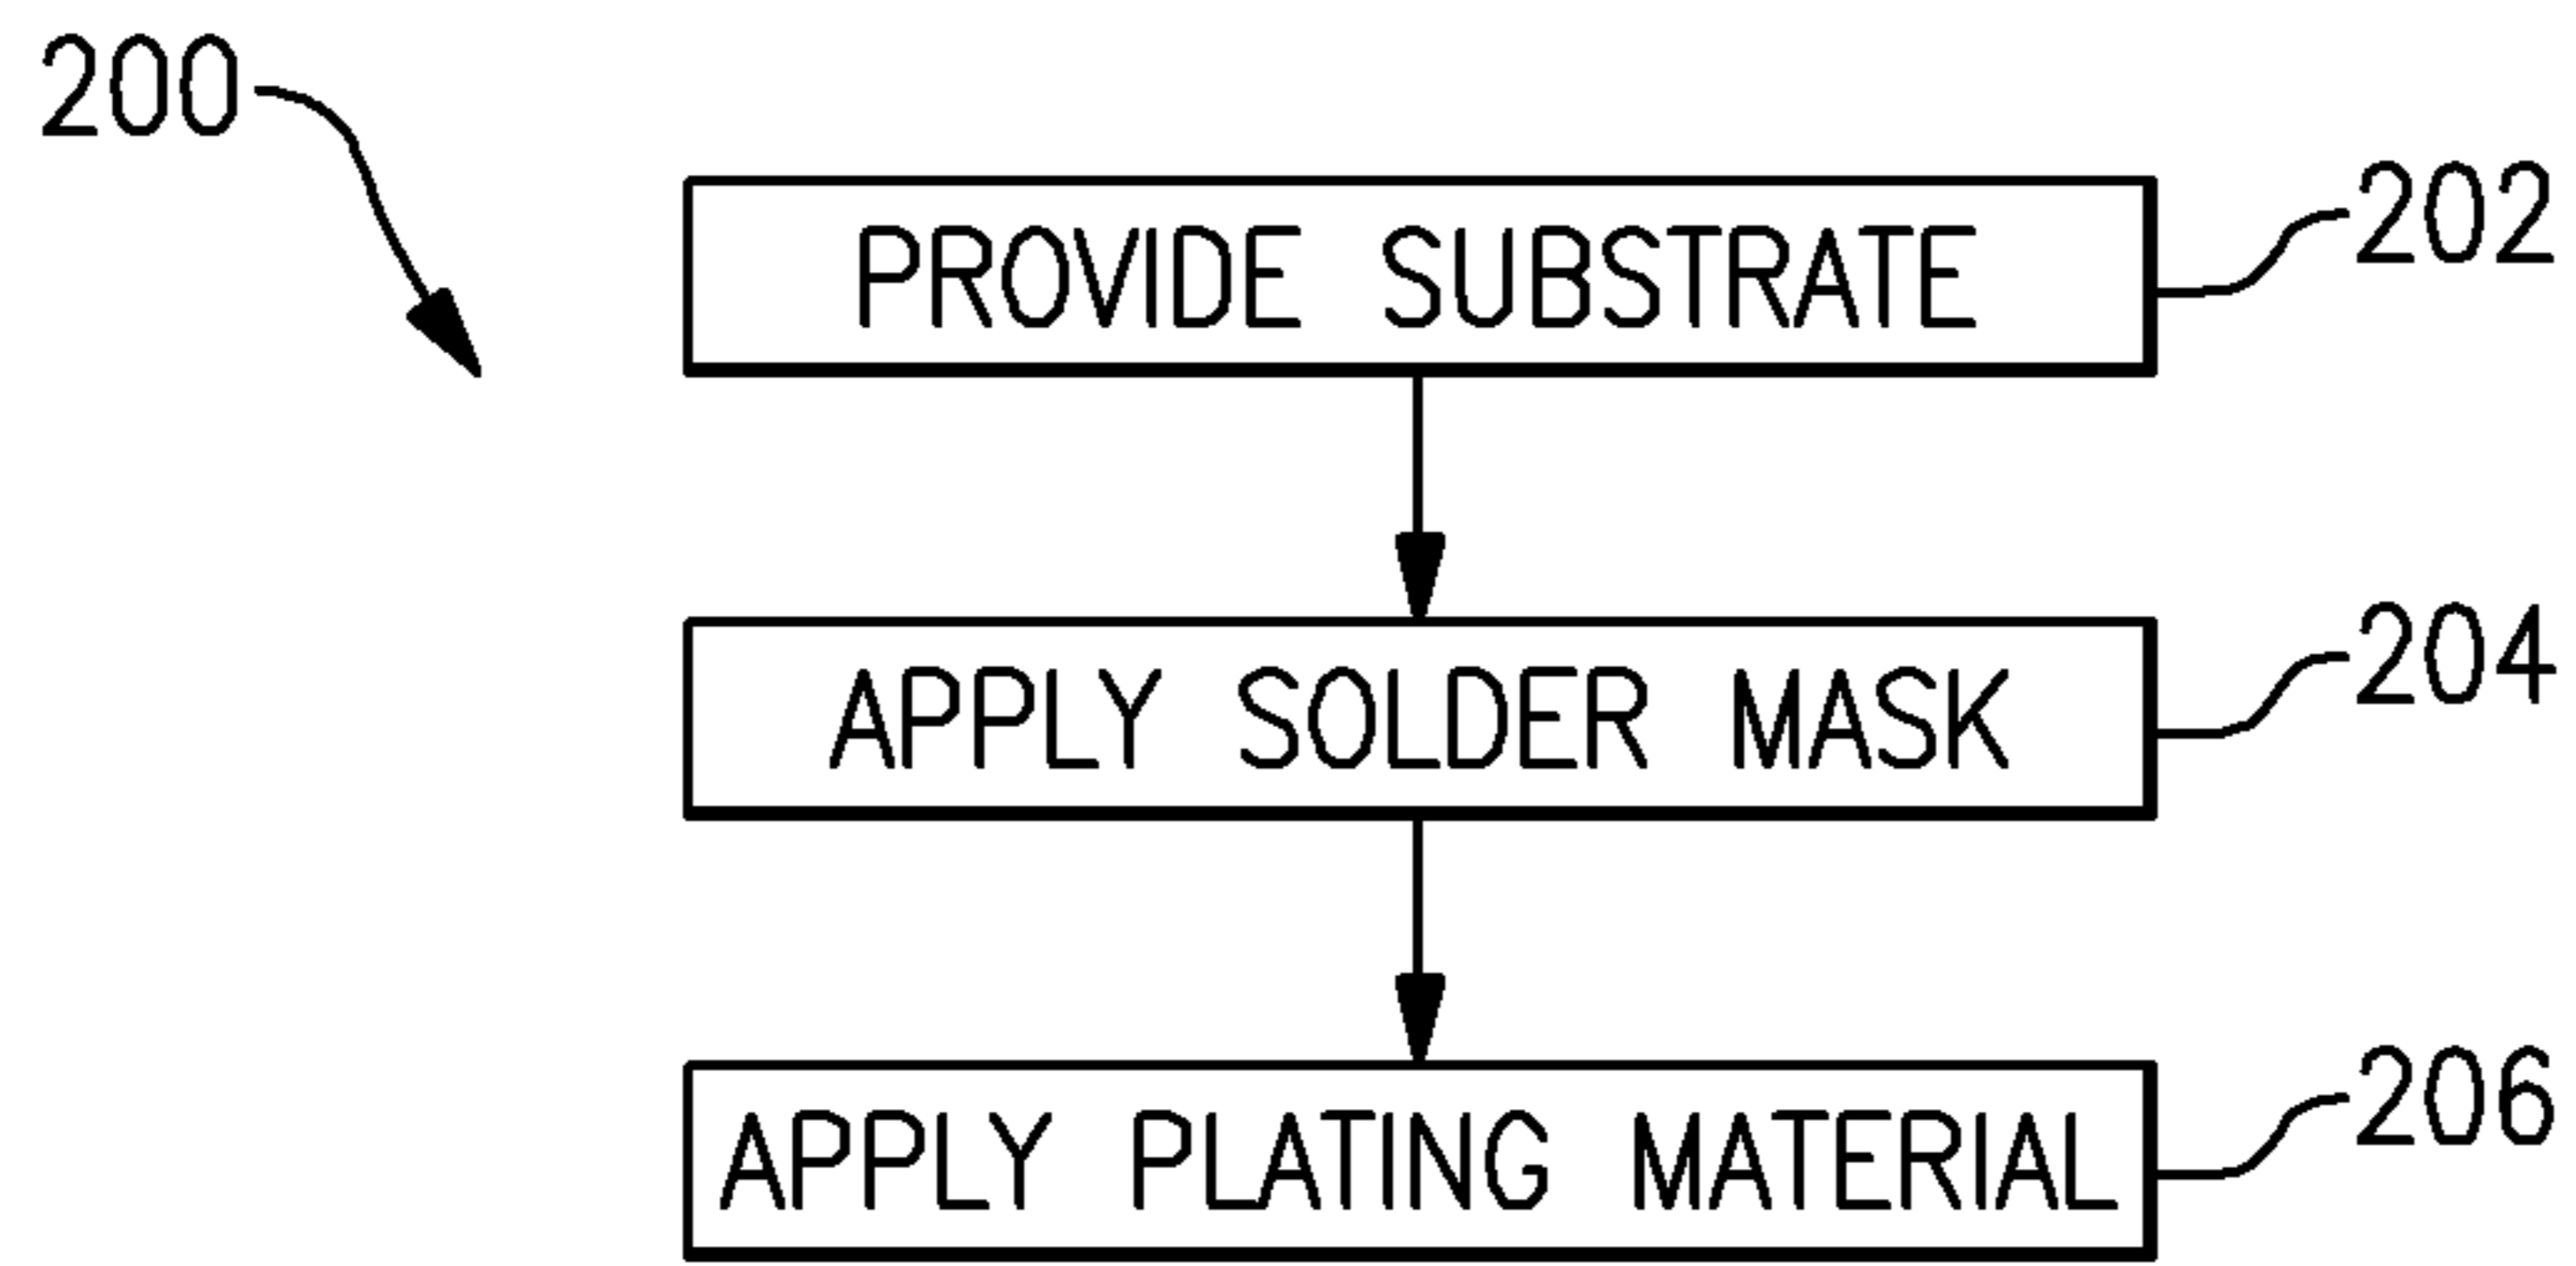 200
PROVIDE SUBSTRATE
202
APPLY SOLDER MASK
204
APPLY PLATING MATERIAL
206